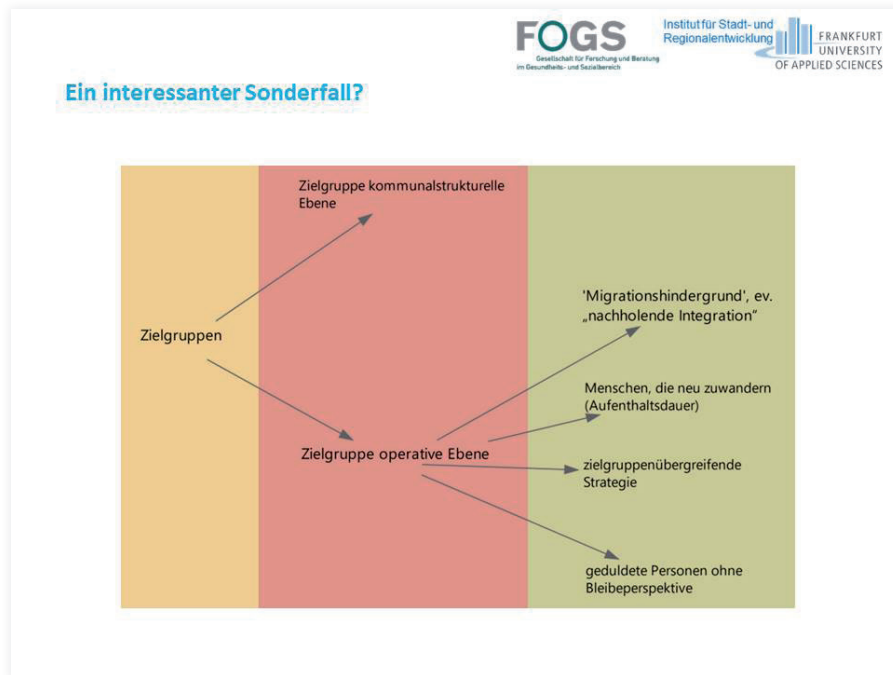 FOGS
Gesellschaft für Forschung und Beratung
im Gesundheits- und Sozialbereich
Institut für Stadt- und
Regionalentwicklung
FRANKFURT
UNIVERSITY
OF APPLIED SCIENCES
Ein interessanter Sonderfall?
Zielgruppe kommunalstrukturelle
Ebene
Zielgruppen
Zielgruppe operative Ebene
'Migrationshindergrund', ev.
„nachholende Integration“
Menschen, die neu zuwandern
(Aufenthaltsdauer)
zielgruppenübergreifende
Strategie
geduldete Personen ohne
Bleibeperspektive